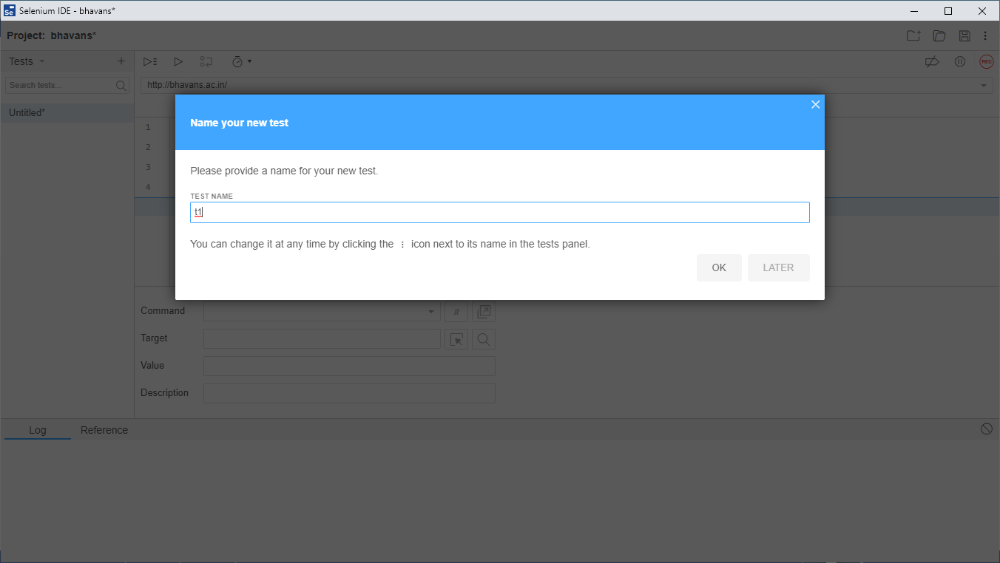 Se Selenium IDE - bhavans*
Project: bhavans*
Tests
Search tests...
REC
http://bhavans.ac.in/
Untitled*
1
2
3
4
Name your new test
Please provide a name for your new test.
TEST NAME
t1
You can change it at any time by clicking the ⋮ icon next to its name in the tests panel.
OK LATER
Command //
Target
Value
Description
Log Reference